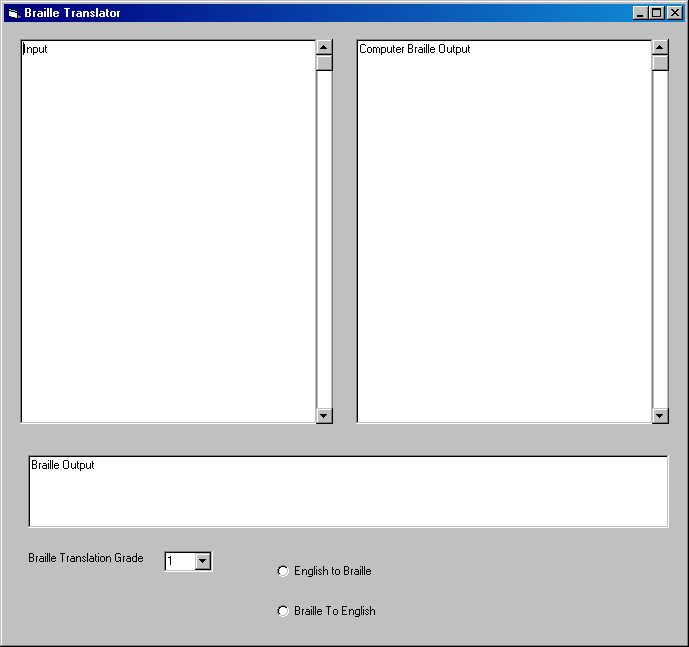 Braille Translator
Input
Computer Braille Output
Braille Output
Braille Translation Grade
1
English to Braille
Braille To English